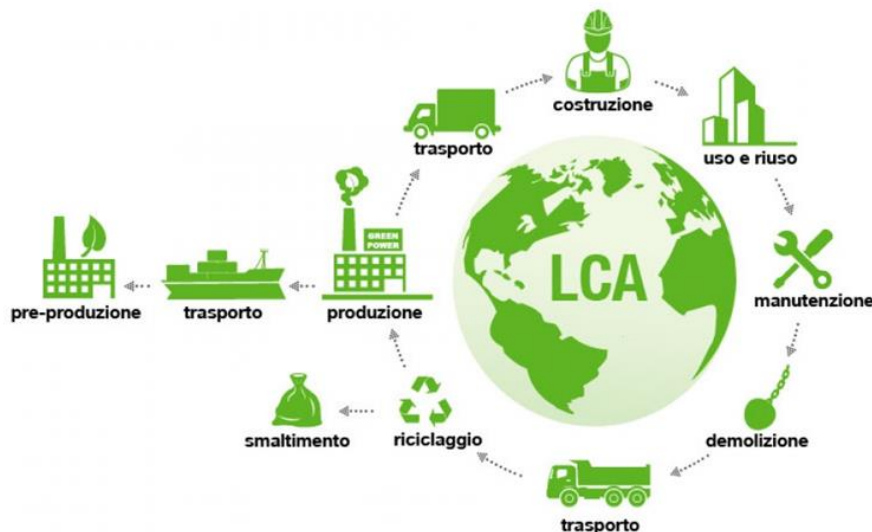 costruzione
trasporto
uso e riuso
GREEN
POWER
LCA
pre-produzione
trasporto
produzione
manutenzione
smaltimento
riciclaggio
demolizione
trasporto